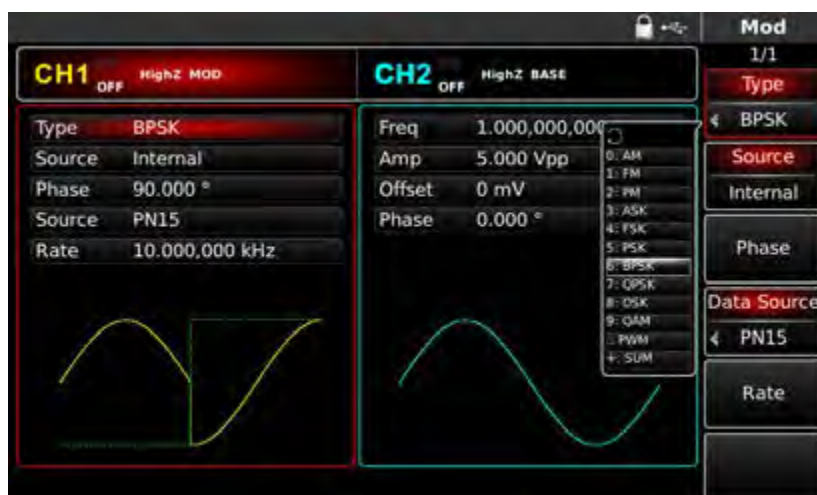 Mod
1/1
CH1 OFF HighZ MOD
CH2 OFF HighZ BASE
Type BPSK
Source Internal
Phase 90.000 °
Source PN15
Rate 10.000,000 kHz
Freq 1.000,000,000
Amp 5.000 Vpp
Offset 0 mV
Phase 0.000 °
0: AM
1: FM
2: PM
3: ASK
4: FSK
5: PSK
6: BPSK
7: QPSK
8: OSK
9: QAM
.: PWM
+: SUM
Type
BPSK
Source
Internal
Phase
Data Source
PN15
Rate